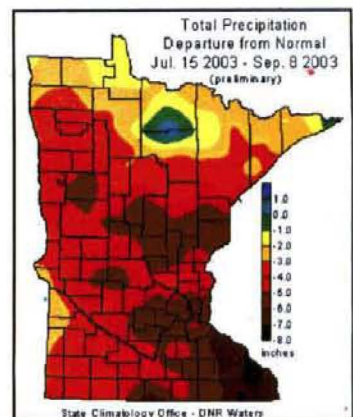 Total Precipitation
Departure from Normal
Jul. 15 2003 - Sep. 8 2003
(preliminary)
1.0
0.0
-1.0
-2.0
-3.0
-4.0
-5.0
-6.0
-7.0
-8.0
inches
State Climatology Office - DNR Waters